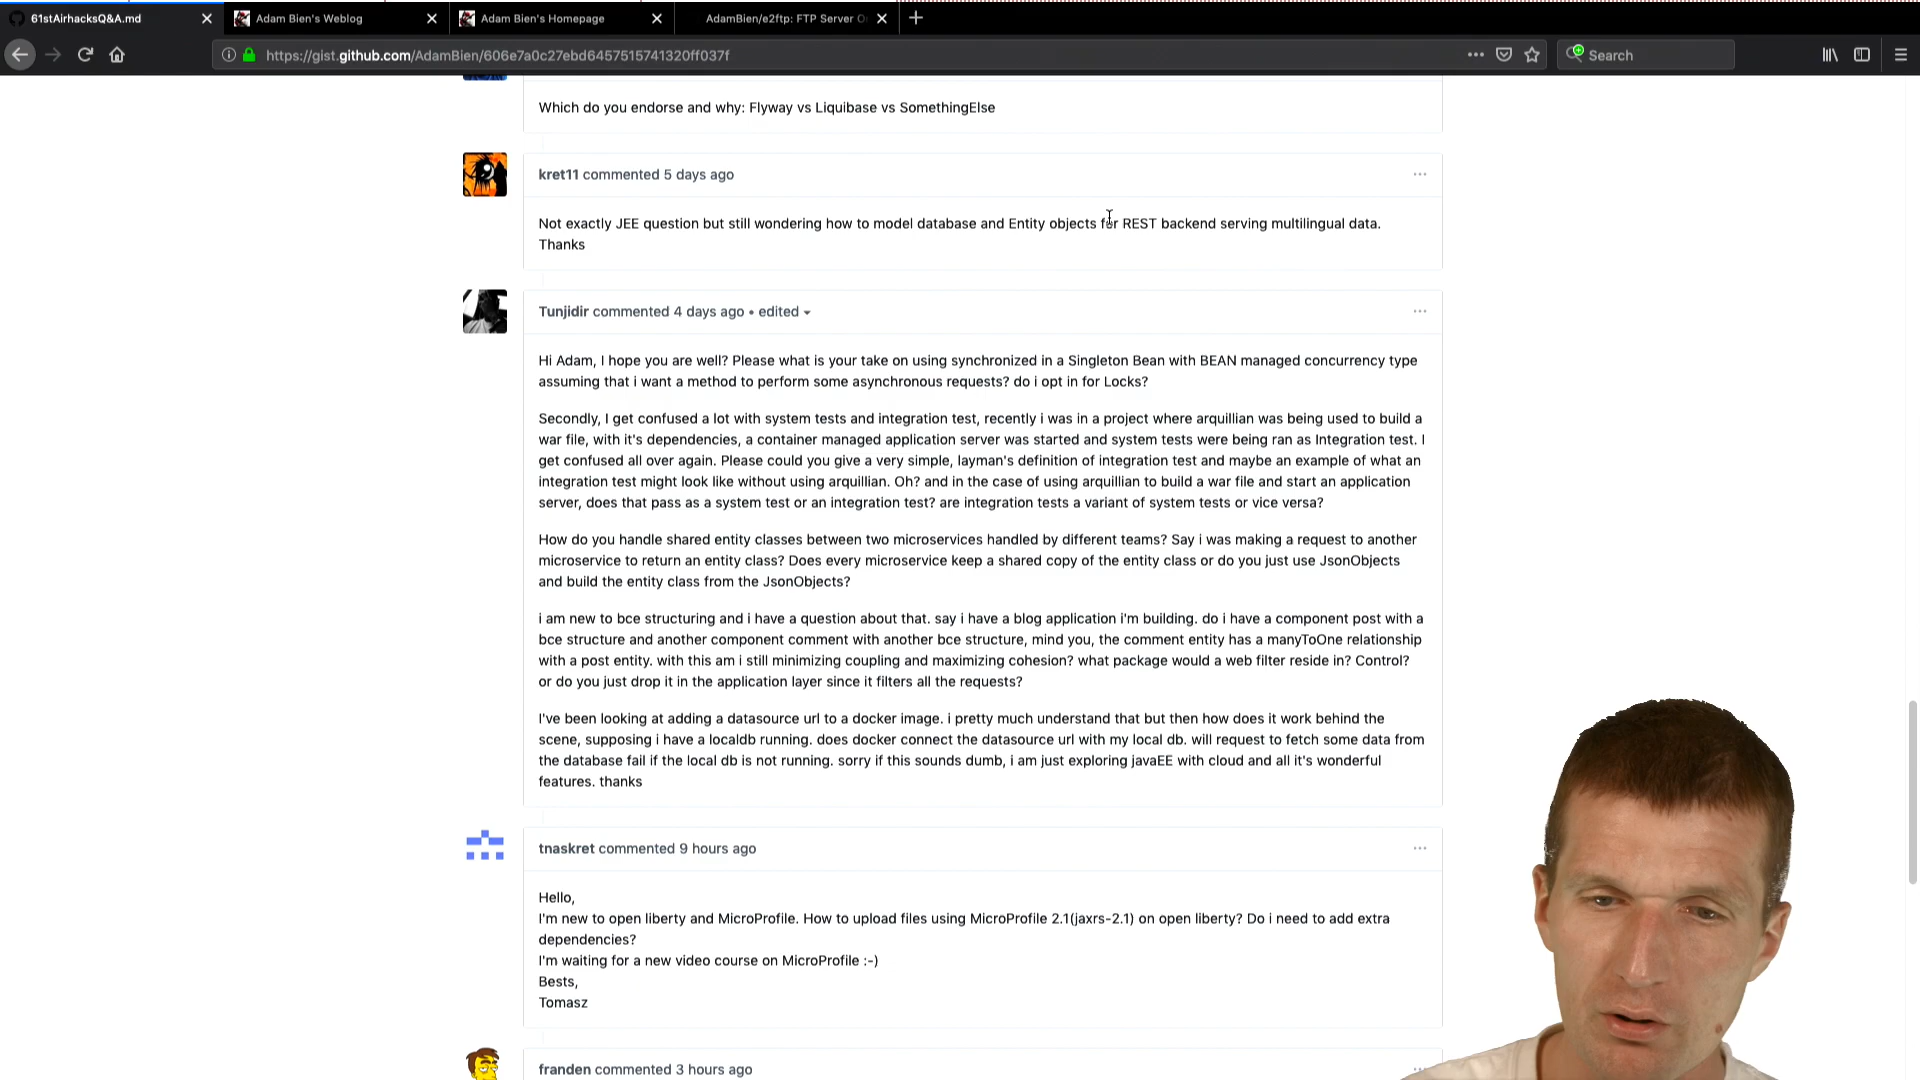 61stAirhacksQ&A.md
Adam Bien's Weblog
Adam Bien's Homepage
AdamBien/e2ftp: FTP Server O
https://gist.github.com/AdamBien/606e7a0c27ebd6457515741320ff037f
Search
Which do you endorse and why: Flyway vs Liquibase vs SomethingElse
kret11 commented 5 days ago
Not exactly JEE question but still wondering how to model database and Entity objects for REST backend serving multilingual data.
Thanks
Tunjidir commented 4 days ago • edited
Hi Adam, I hope you are well? Please what is your take on using synchronized in a Singleton Bean with BEAN managed concurrency type
assuming that i want a method to perform some asynchronous requests? do i opt in for Locks?
Secondly, I get confused a lot with system tests and integration test, recently i was in a project where arquillian was being used to build a
war file, with it's dependencies, a container managed application server was started and system tests were being ran as Integration test. I
get confused all over again. Please could you give a very simple, layman's definition of integration test and maybe an example of what an
integration test might look like without using arquillian. Oh? and in the case of using arquillian to build a war file and start an application
server, does that pass as a system test or an integration test? are integration tests a variant of system tests or vice versa?
How do you handle shared entity classes between two microservices handled by different teams? Say i was making a request to another
microservice to return an entity class? Does every microservice keep a shared copy of the entity class or do you just use JsonObjects
and build the entity class from the JsonObjects?
i am new to bce structuring and i have a question about that. say i have a blog application i'm building. do i have a component post with a
bce structure and another component comment with another bce structure, mind you, the comment entity has a manyToOne relationship
with a post entity. with this am i still minimizing coupling and maximizing cohesion? what package would a web filter reside in? Control?
or do you just drop it in the application layer since it filters all the requests?
I've been looking at adding a datasource url to a docker image. i pretty much understand that but then how does it work behind the
scene, supposing i have a localdb running. does docker connect the datasource url with my local db. will request to fetch some data from
the database fail if the local db is not running. sorry if this sounds dumb, i am just exploring javaEE with cloud and all it's wonderful
features. thanks
tnaskret commented 9 hours ago
Hello,
I'm new to open liberty and MicroProfile. How to upload files using MicroProfile 2.1(jaxrs-2.1) on open liberty? Do i need to add extra
dependencies?
I'm waiting for a new video course on MicroProfile :-)
Bests,
Tomasz
franden commented 3 hours ago